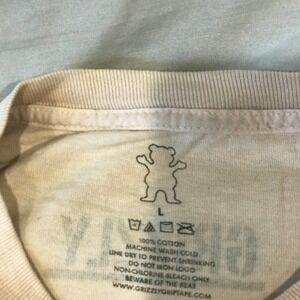 L
100% COTTON
MACHINE WASH COLD
LINE DRY TO PREVENT SHRINKING
DO NOT IRON LOGO
NON-CHLORINE BLEACH ONLY
BEWARE OF THE BEAR
WWW.GRIZZLYGRIPTAPE.COM